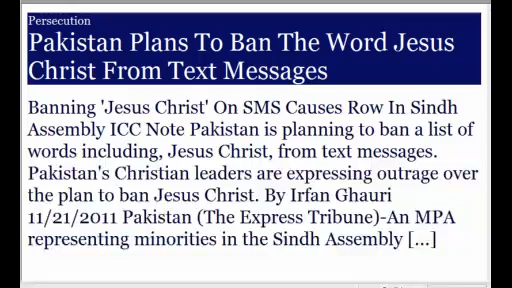 Persecution
Pakistan Plans To Ban The Word Jesus
Christ From Text Messages
Banning 'Jesus Christ' On SMS Causes Row In Sindh
Assembly ICC Note Pakistan is planning to ban a list of
words including, Jesus Christ, from text messages.
Pakistan's Christian leaders are expressing outrage over
the plan to ban Jesus Christ. By Irfan Ghauri
11/21/2011 Pakistan (The Express Tribune)-An MPA
representing minorities in the Sindh Assembly [...]